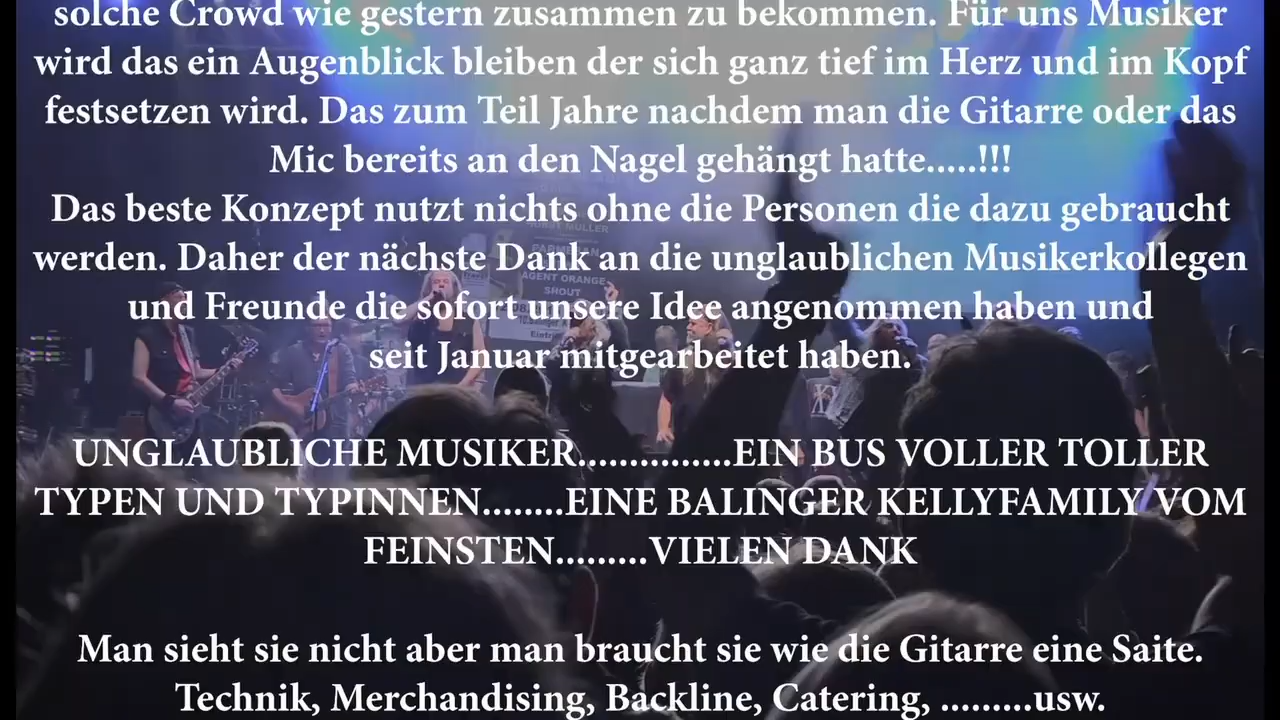 solche Crowd wie gestern zusammen zu bekommen. Für uns Musiker
wird das ein Augenblick bleiben der sich ganz tief im Herz und im Kopf
festsetzen wird. Das zum Teil Jahre nachdem man die Gitarre oder das
Mic bereits an den Nagel gehängt hatte.....!!!
Das beste Konzept nutzt nichts ohne die Personen die dazu gebraucht
werden. Daher der nächste Dank an die unglaublichen Musikerkollegen
und Freunde die sofort unsere Idee angenommen haben und
seit Januar mitgearbeitet haben.
UNGLAUBLICHE MUSIKER...............EIN BUS VOLLER TOLLER
TYPEN UND TYPINNEN........EINE BALINGER KELLYFAMILY VOM
FEINSTEN.........VIELEN DANK
Man sieht sie nicht aber man braucht sie wie die Gitarre eine Saite.
Technik, Merchandising, Backline, Catering, .........usw.
AGENT ORANGE
SHOUT